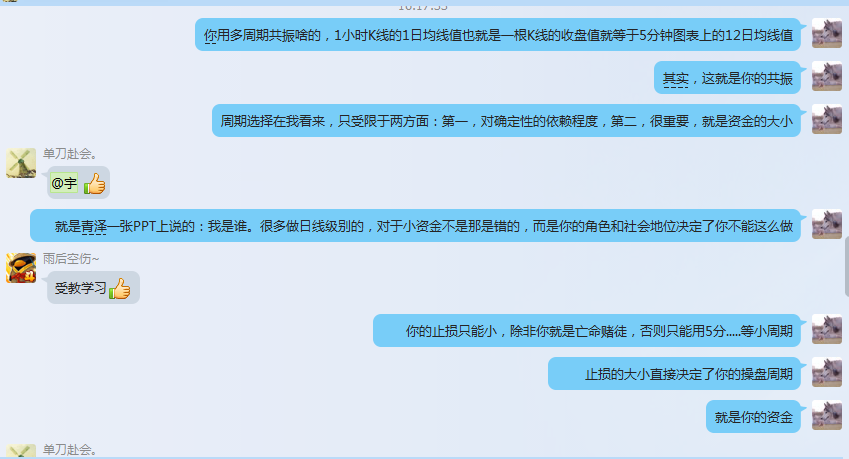 你用多周期共振啥的，1小时K线的1日均线值也就是一根K线的收盘值就等于5分钟图表上的12日均线值
其实，这就是你的共振
周期选择在我看来，只受限于两方面：第一，对确定性的依赖程度，第二，很重要，就是资金的大小
单刀赴会。
@宇
就是青泽一张PPT上说的：我是谁。很多做日线级别的，对于小资金不是那是错的，而是你的角色和社会地位决定了你不能这么做
雨后空伤~
受教学习
你的止损只能小，除非你就是亡命赌徒，否则只能用5分.....等小周期
止损的大小直接决定了你的操盘周期
就是你的资金
单刀赴会。